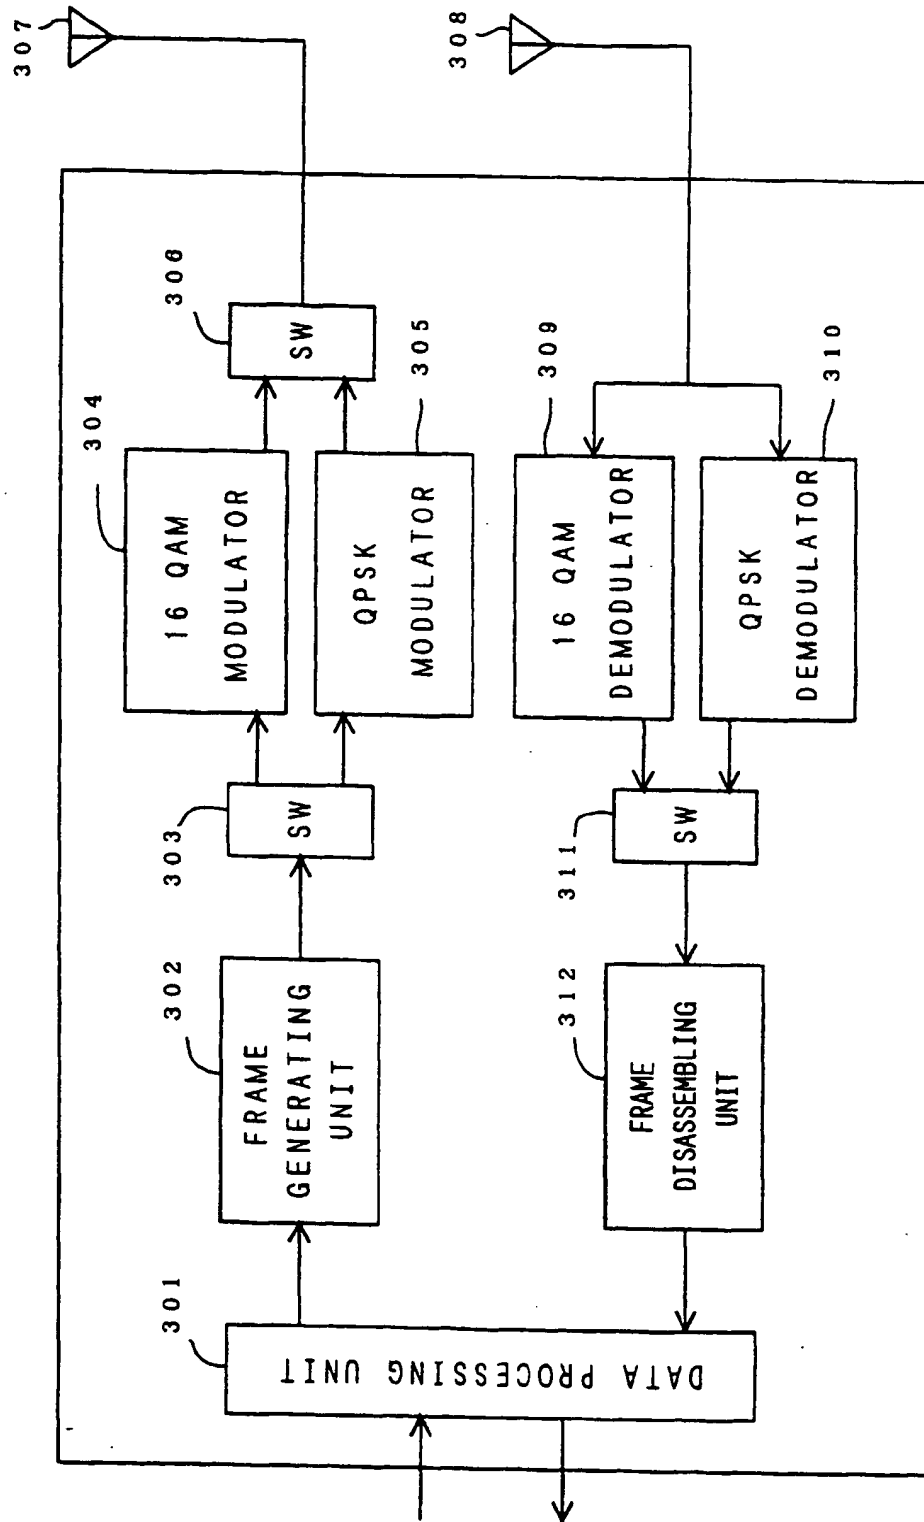 307
308
306
304
305
309
310
SW
16 QAM
MODULATOR
QPSK
MODULATOR
16 QAM
DEMODULATOR
QPSK
DEMODULATOR
303
SW
311
SW
302
FRAME
GENERATING
UNIT
312
FRAME
DISASSEMBLING
UNIT
301
DATA PROCESSING UNIT